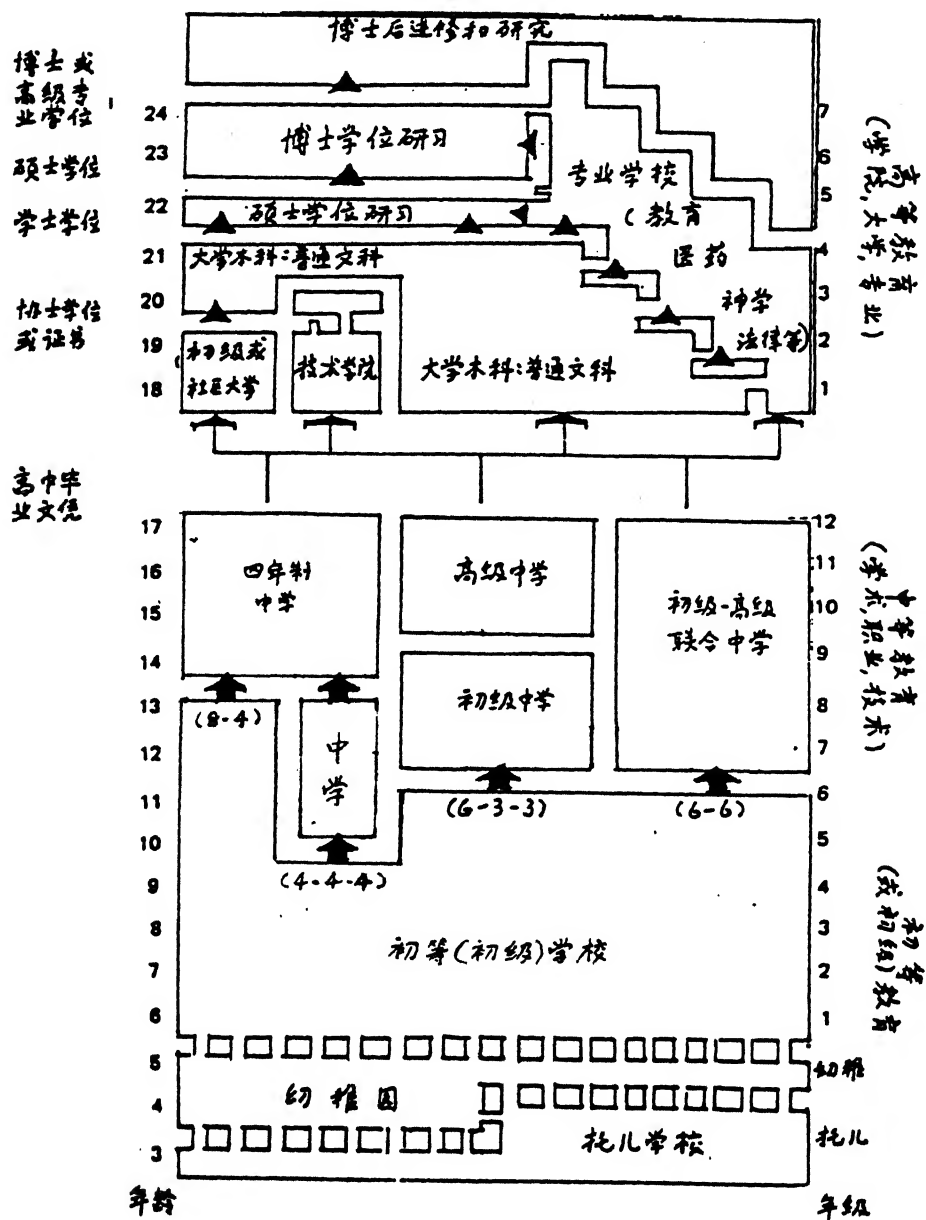 博士后进修和研究
博士或
高级专
业学位
24
7
博士学位研习
23
6
专业学校
硕士学位
5
22
硕士学位研习
(教育
学士学位
4
21
大学本科:普通文科
医药
20
3
神学
协士学位
或证书
19
初级或
社区大学
技术学院
大学本科:普通文科
2
法律等)
18
1
高等教育
(学院,大学,专业)
高中毕
业文凭
17
12
四年制
中学
高级中学
16
11
初级-高级
联合中学
15
10
14
9
中等教育
(学术,职业,技术)
13
(8-4)
初级中学
8
12
中
学
7
11
(6-3-3)
(6-6)
6
10
5
(4-4-4)
9
4
8
初等(初级)学校
3
7
2
6
1
初等
(或初级)教育
5
幼稚
4
幼稚园
3
托儿学校
托儿
年龄
年级